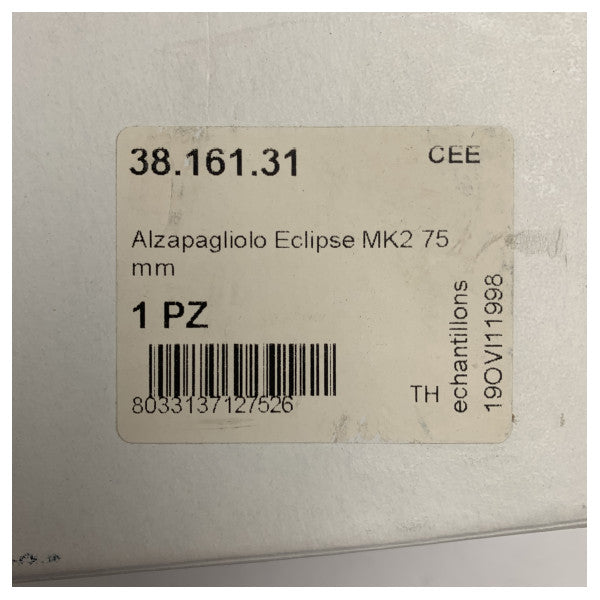 38.161.31
CEE
Alzapagliolo Eclipse MK2 75
mm
1 PZ
8033137127526
TH
echantillons
19OVI11998